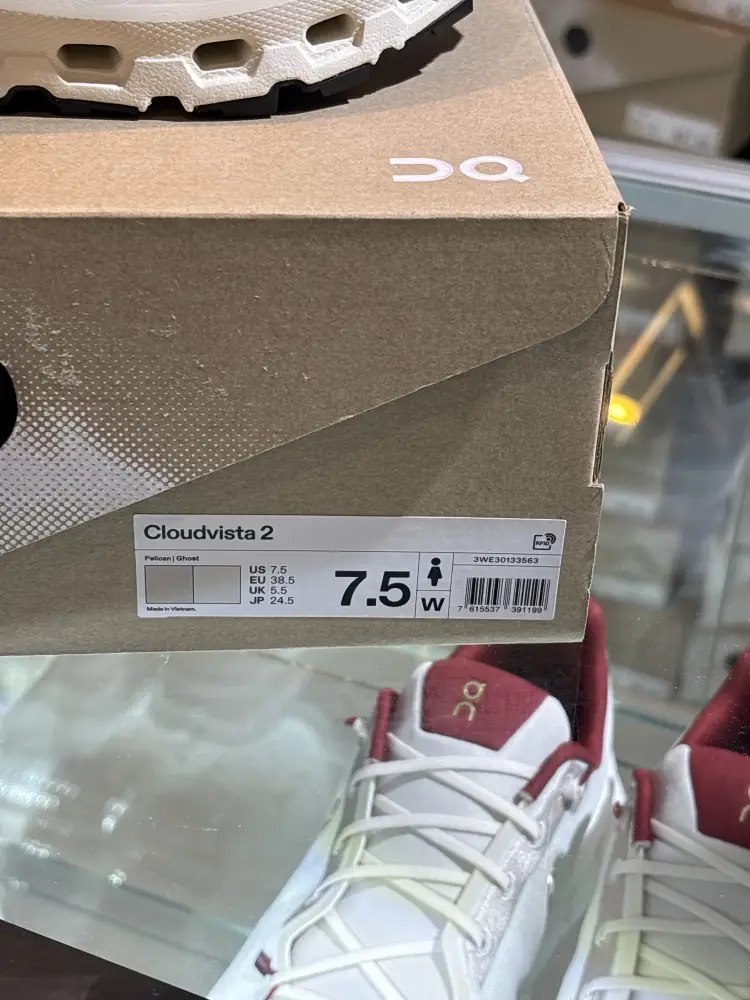 Cloudvista 2
RFID
Pelican | Ghost
US 7.5
EU 38.5
UK 5.5
JP 24.5
Made in Vietnam.
7.5
W
3WE30133563
7 615537 391199